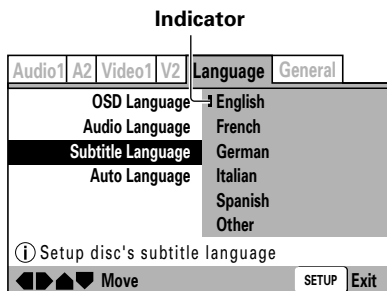 Indicator
Audio1 A2 Video1 V2 Language General
OSD Language English
Audio Language French
Subtitle Language German
Auto Language Italian
Spanish
Other
i Setup disc's subtitle language
Move SETUP Exit